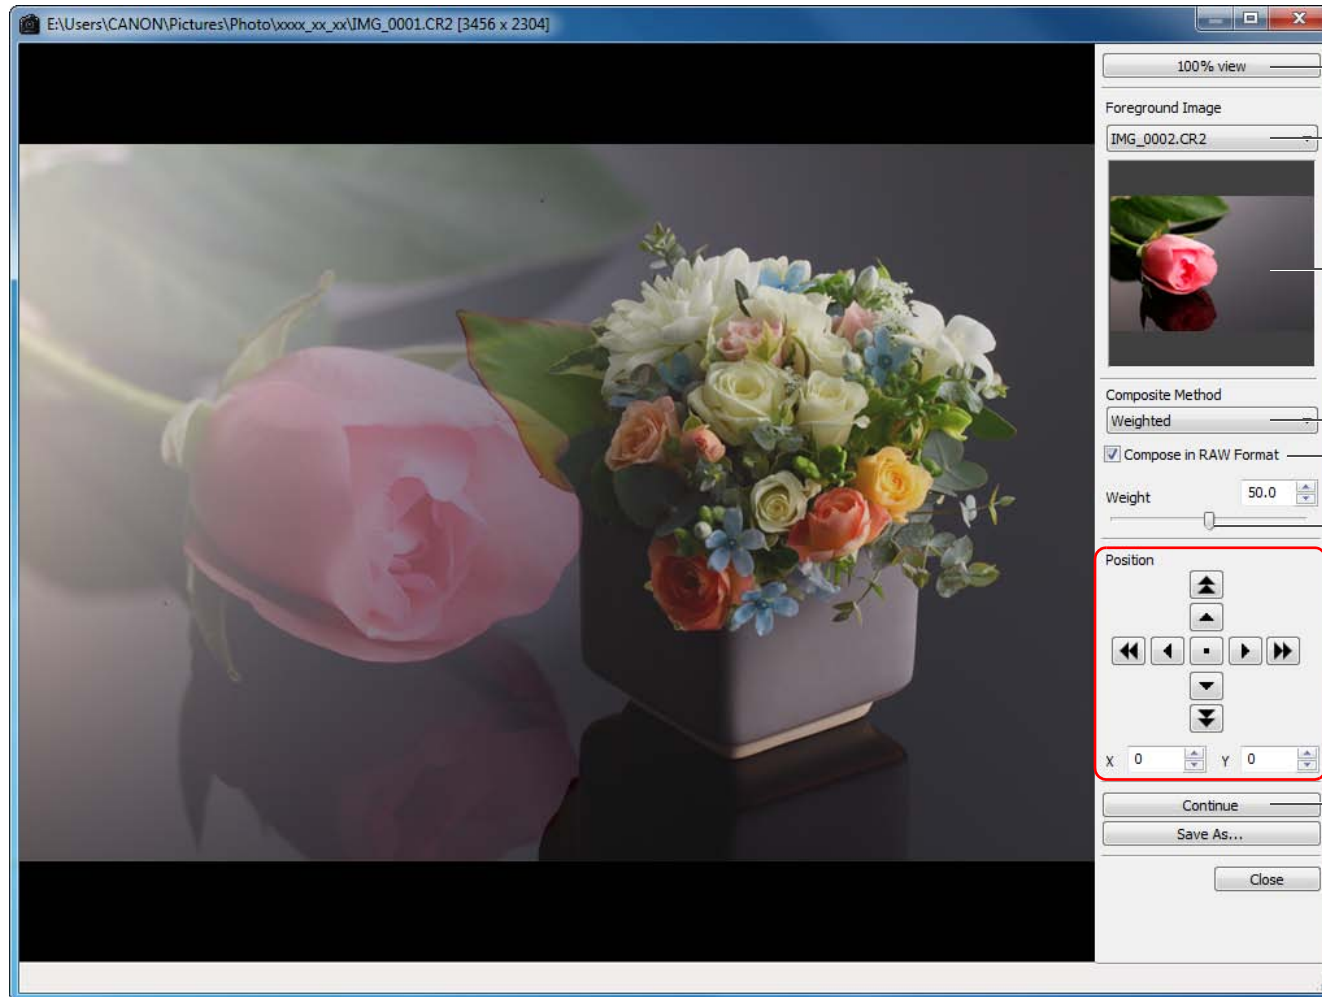 E:\Users\CANON\Pictures\Photo\xxxx_xx_xx\IMG_0001.CR2 [3456 x 2304]
100% view
Foreground Image
IMG_0002.CR2
Composite Method
Weighted
Compose in RAW Format
Weight 50.0
Position
X 0 Y 0
Continue
Save As...
Close